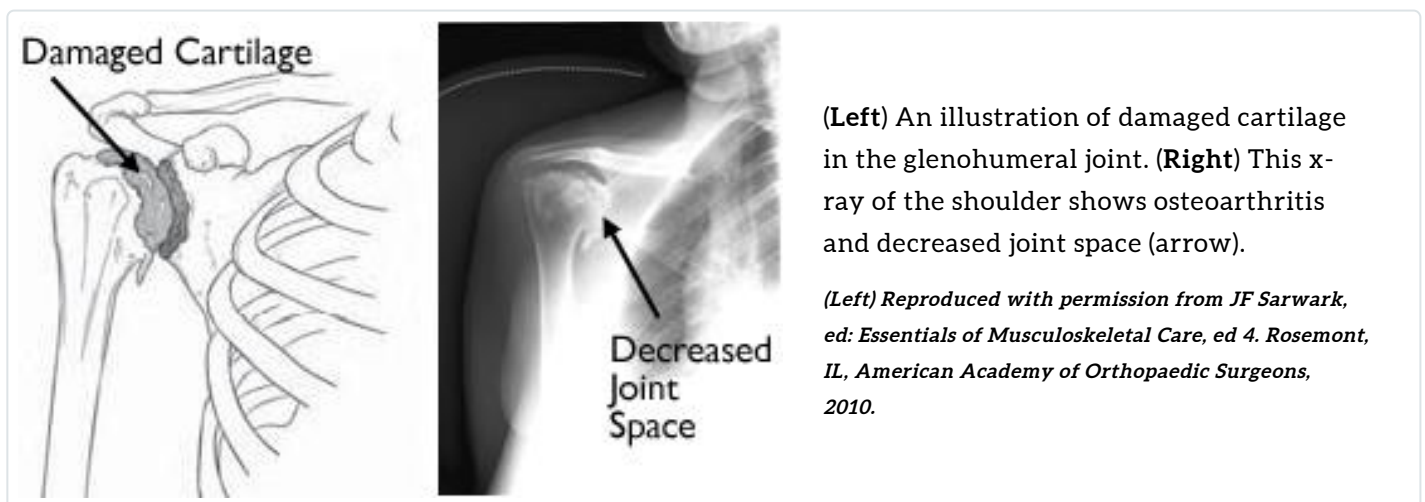 Damaged Cartilage
Decreased
Joint
Space
(Left) An illustration of damaged cartilage
in the glenohumeral joint. (Right) This x-
ray of the shoulder shows osteoarthritis
and decreased joint space (arrow).
(Left) Reproduced with permission from JF Sarwark,
ed: Essentials of Musculoskeletal Care, ed 4. Rosemont,
IL, American Academy of Orthopaedic Surgeons,
2010.